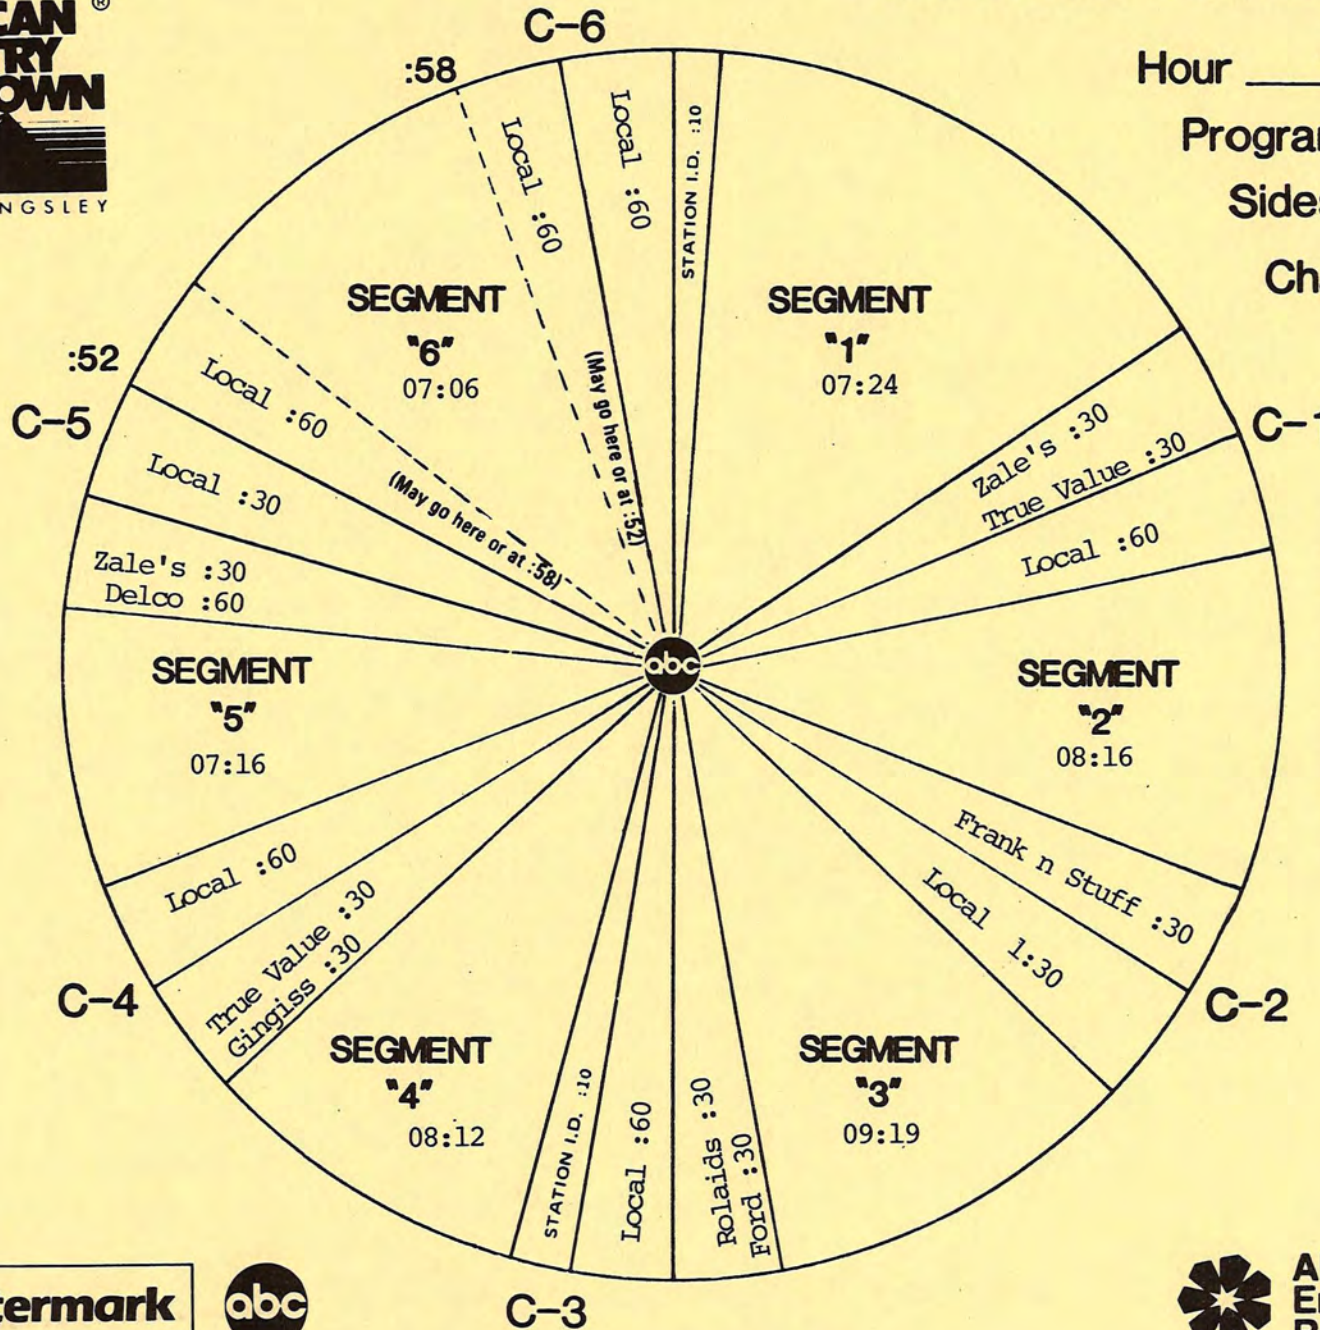 C-6
:58
Hour
NGSLEY
Local :60
Local :60
STATION I.D. :10
(May go here or at :52)
SEGMENT
"1"
07:24
Zale's :30
True Value :30
C-1
Local :60
SEGMENT
"2"
08:16
Frank n Stuff :30
C-2
Local 1:30
SEGMENT
"3"
09:19
Rolaids :30
Ford :30
C-3
Local :60
STATION I.D. :10
SEGMENT
"4"
08:12
True Value :30
Gingiss :30
C-4
Local :60
SEGMENT
"5"
07:16
Zale's :30
Delco :60
Local :30
C-5
:52
Local :60
(May go here or at :58)
SEGMENT
"6"
07:06
abc
termark
abc